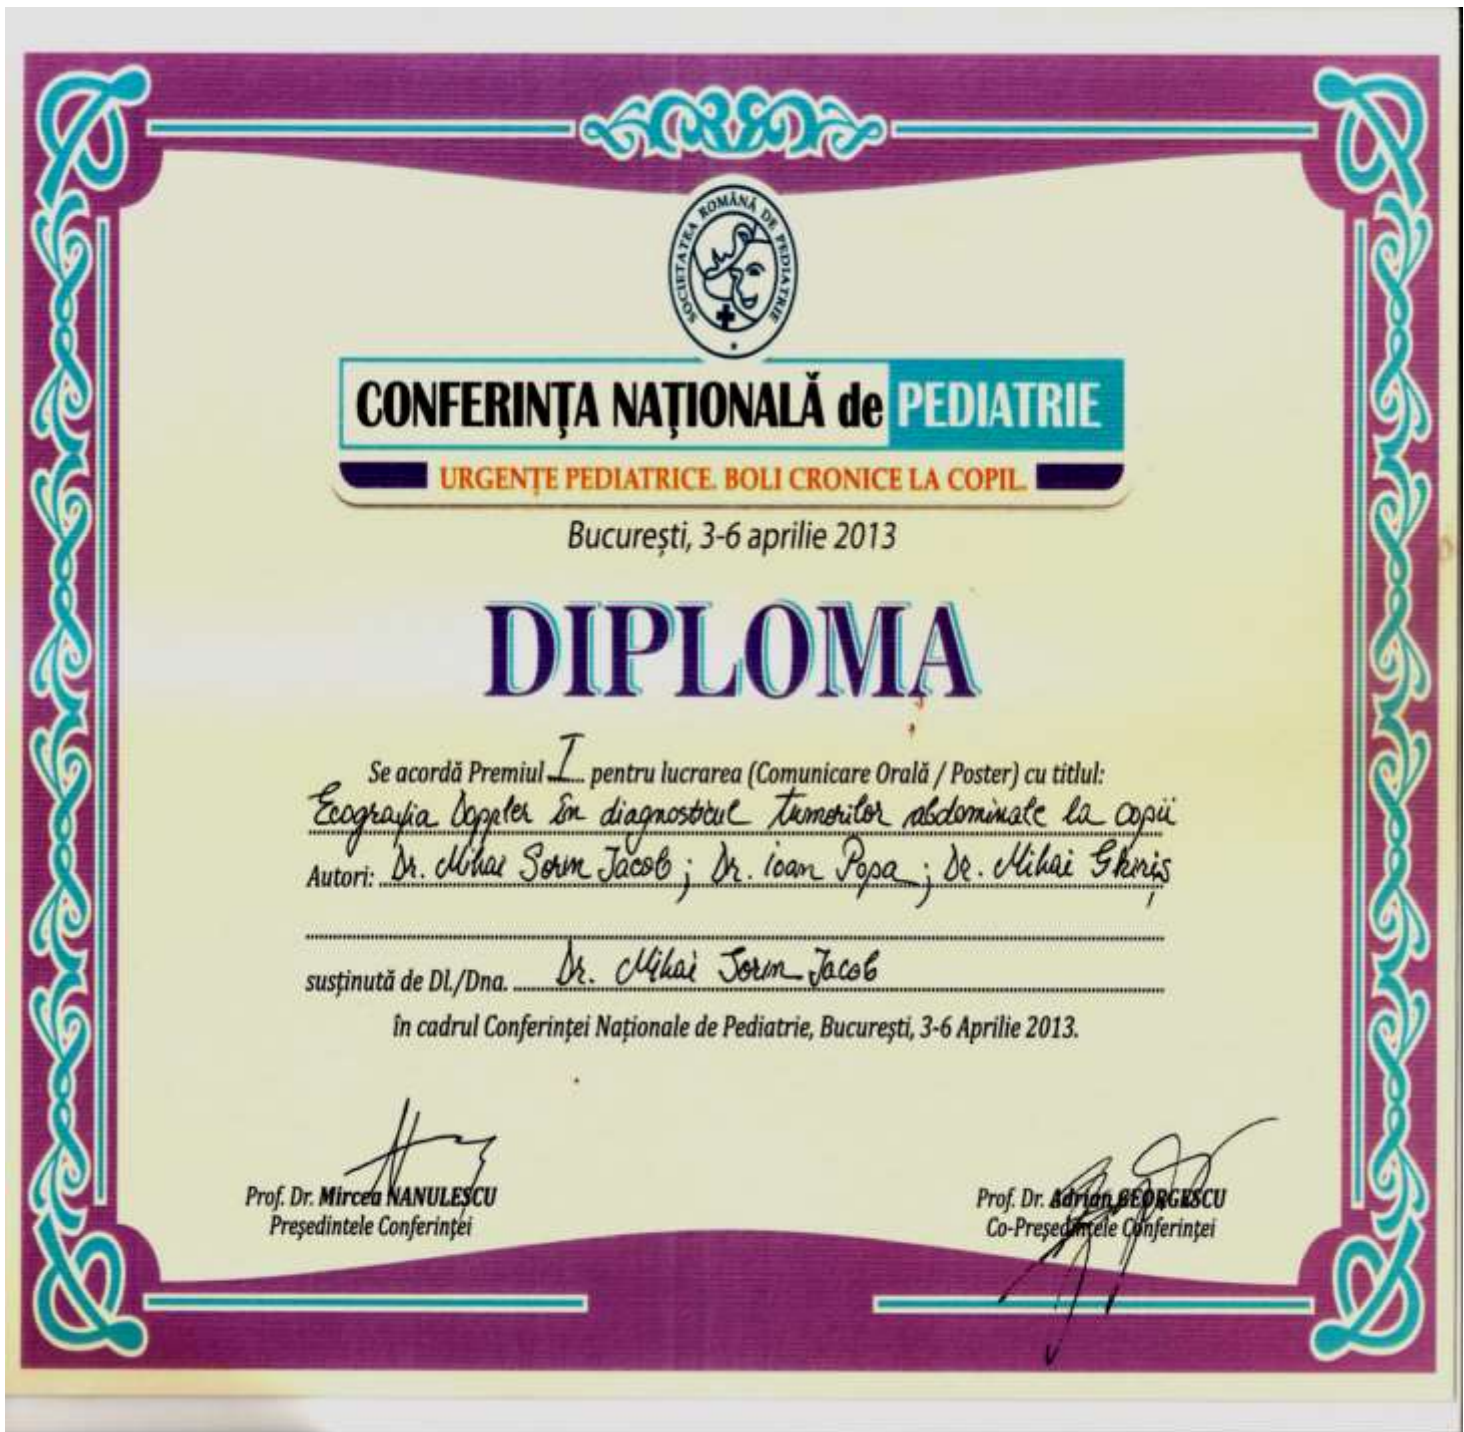 SOCIETATEA ROMÂNĂ DE PEDIATRIE
CONFERINȚA NAȚIONALĂ de PEDIATRIE
URGENȚE PEDIATRICE. BOLI CRONICE LA COPIL.
București, 3-6 aprilie 2013
DIPLOMA
Se acordă Premiul I pentru lucrarea (Comunicare Orală / Poster) cu titlul:
Ecografia Doppler în diagnosticul tumorilor abdominale la copii
Autori: Dr. Mihai Sorin Iacob; Dr. Ioan Popa; Dr. Mihai Ghiriș
susținută de Dl./Dna. Dr. Mihai Sorin Iacob
în cadrul Conferinței Naționale de Pediatrie, București, 3-6 Aprilie 2013.
Prof. Dr. Mircea NANULESCU
Președintele Conferinței
Prof. Dr. Adrian GEORGESCU
Co-Președintele Conferinței